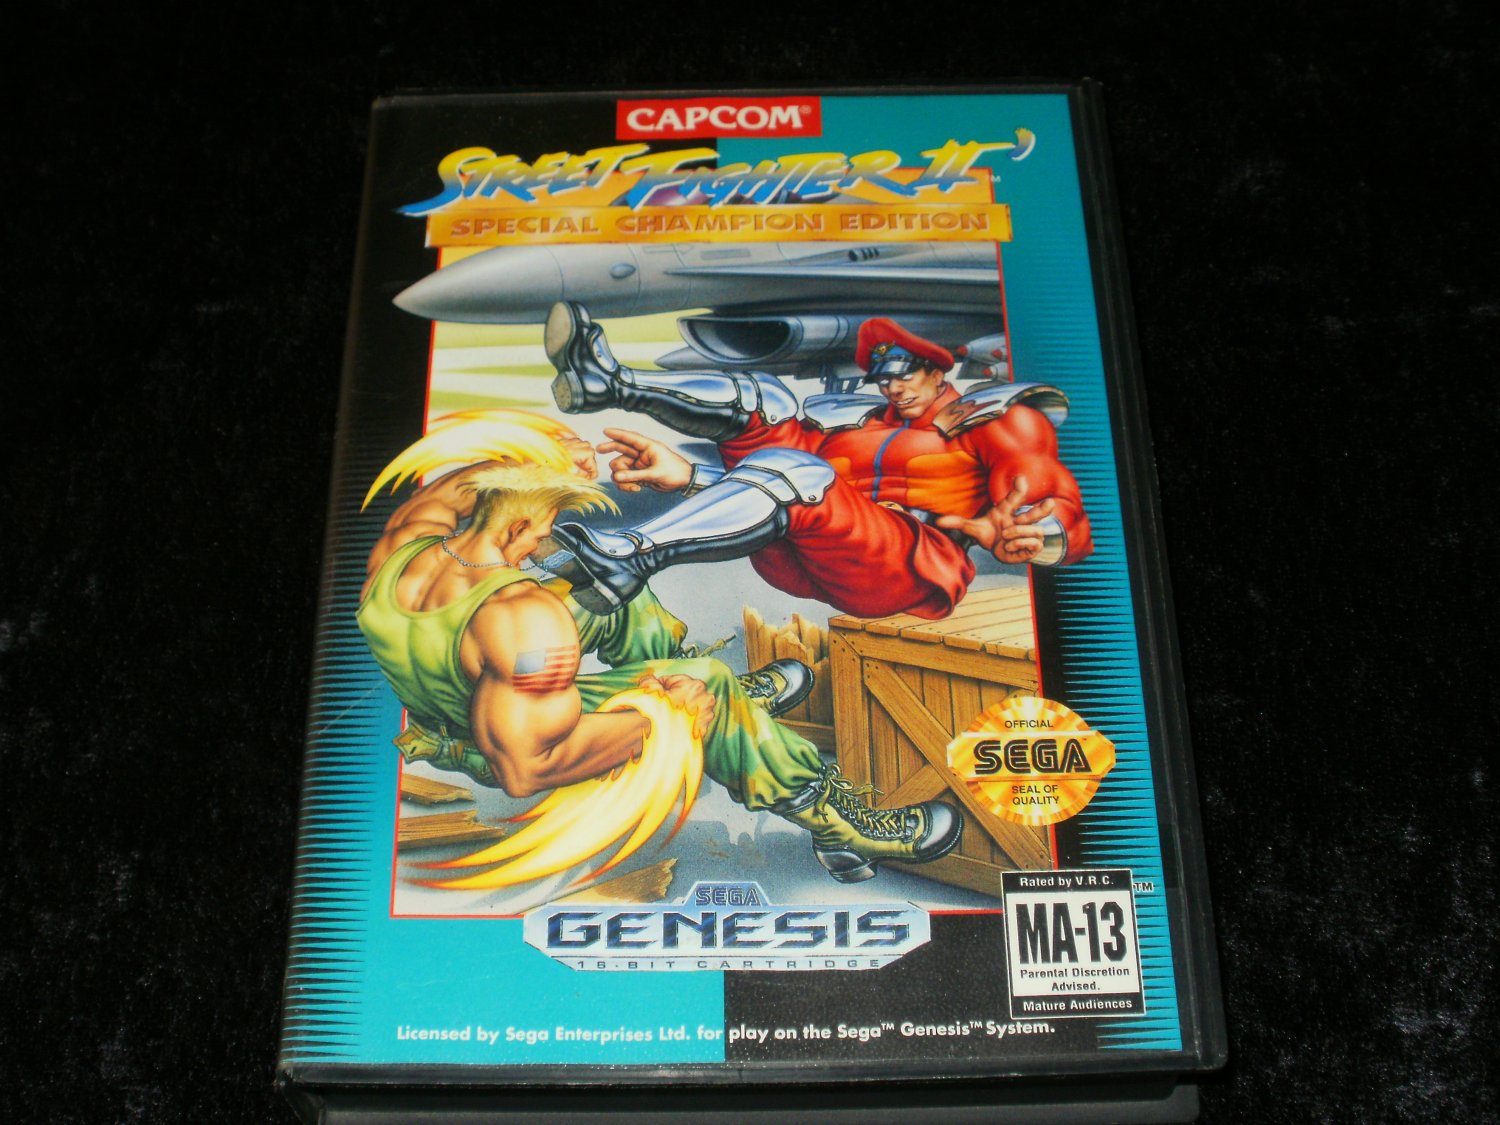 CAPCOM®
STREET FIGHTER II'
™
SPECIAL CHAMPION EDITION
OFFICIAL
SEGA
SEAL OF
QUALITY
Rated by V.R.C.
™
MA-13
Parental Discretion
Advised.
Mature Audiences
SEGA
GENESIS
16-BIT CARTRIDGE
Licensed by Sega Enterprises Ltd. for play on the Sega™ Genesis™ System.